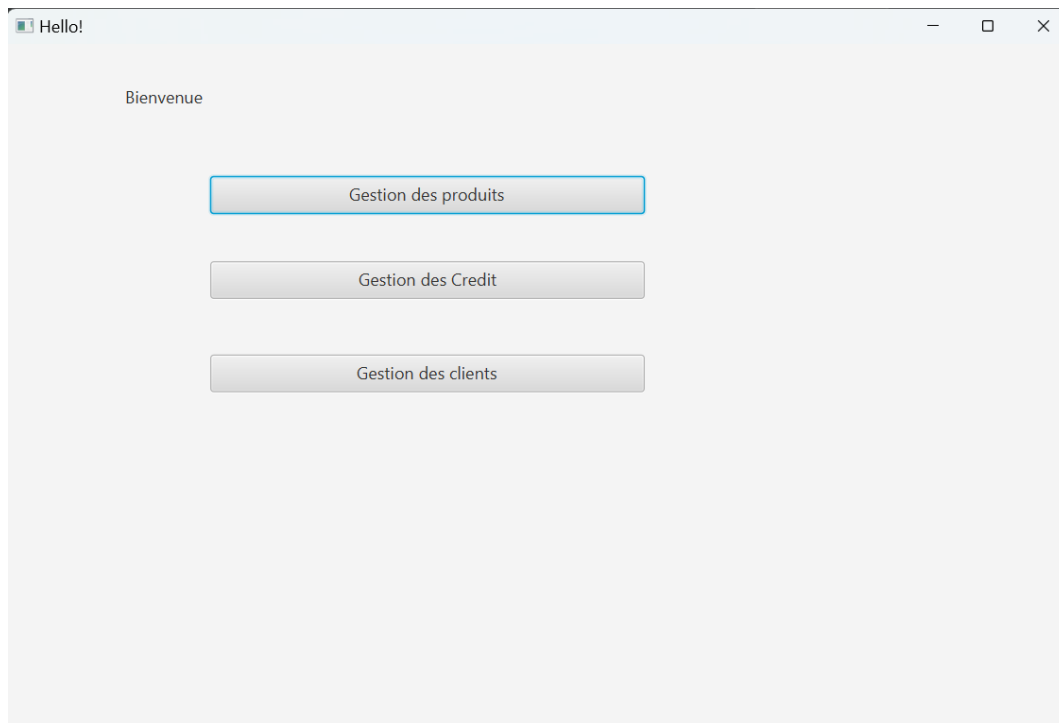 Hello!
Bienvenue
Gestion des produits
Gestion des Credit
Gestion des clients